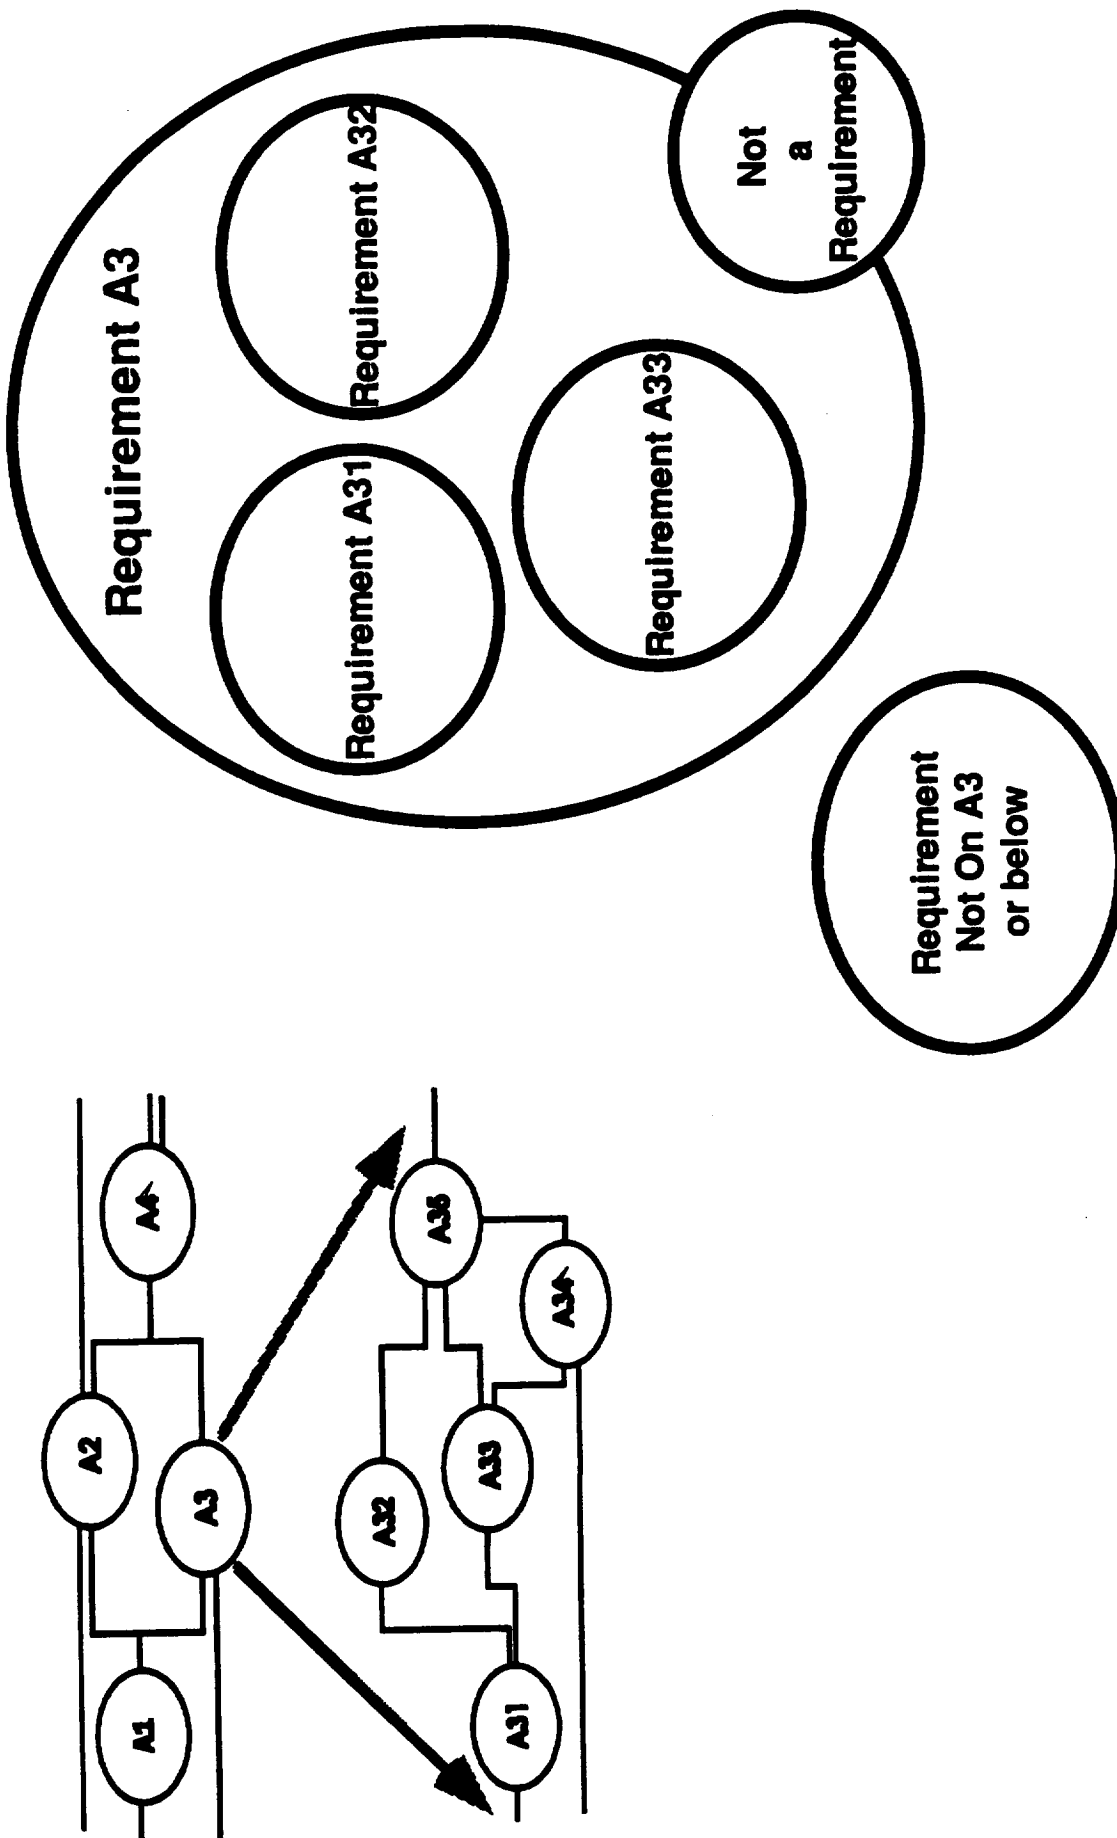 A1
A2
A3
A4
A31
A32
A33
A34
A35
Requirement A3
Requirement A31
Requirement A32
Requirement A33
Not
a
Requirement
Requirement
Not On A3
or below